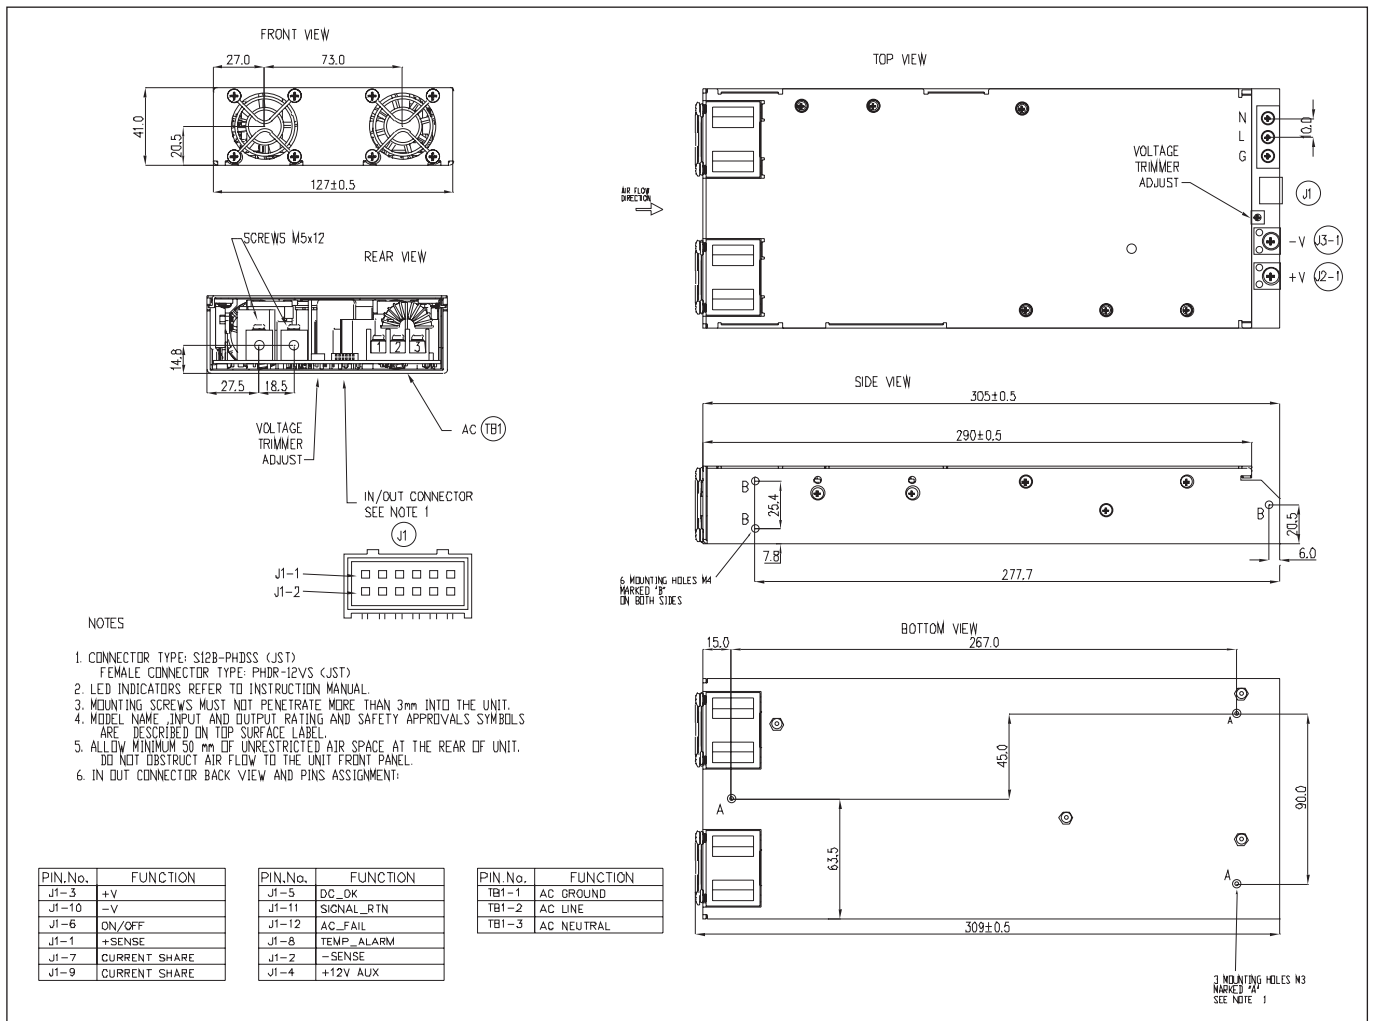 FRONT VIEW
27.0
73.0
41.0
20.5
127±0.5
SCREWS M5x12
REAR VIEW
1 2 3
14.8
27.5
18.5
VOLTAGE
TRIMMER
ADJUST
AC TB1
IN/OUT CONNECTOR
SEE NOTE 1
J1
J1-1
J1-2
TOP VIEW
AIR FLOW
DIRECTION
VOLTAGE
TRIMMER
ADJUST
N
L
G
10.0
J1
-V J3-1
+V J2-1
SIDE VIEW
305±0.5
290±0.5
B
B
25.4
7.8
B
20.5
6.0
277.7
6 MOUNTING HOLES M4
MARKED "B"
ON BOTH SIDES
BOTTOM VIEW
15.0
267.0
A
45.0
90.0
A
63.5
A
309±0.5
3 MOUNTING HOLES M3
MARKED "A"
SEE NOTE 1
NOTES
1. CONNECTOR TYPE: S12B-PHDSS (JST)
FEMALE CONNECTOR TYPE: PHDR-12VS (JST)
2. LED INDICATORS REFER TO INSTRUCTION MANUAL.
3. MOUNTING SCREWS MUST NOT PENETRATE MORE THAN 3mm INTO THE UNIT.
4. MODEL NAME ,INPUT AND OUTPUT RATING AND SAFETY APPROVALS SYMBOLS
ARE DESCRIBED ON TOP SURFACE LABEL.
5. ALLOW MINIMUM 50 mm OF UNRESTRICTED AIR SPACE AT THE REAR OF UNIT.
DO NOT OBSTRUCT AIR FLOW TO THE UNIT FRONT PANEL.
6. IN OUT CONNECTOR BACK VIEW AND PINS ASSIGNMENT:
PIN.No. FUNCTION
J1-3 +V
J1-10 -V
J1-6 ON/OFF
J1-1 +SENSE
J1-7 CURRENT SHARE
J1-9 CURRENT SHARE
PIN.No. FUNCTION
J1-5 DC_OK
J1-11 SIGNAL_RTN
J1-12 AC_FAIL
J1-8 TEMP_ALARM
J1-2 -SENSE
J1-4 +12V AUX
PIN.No. FUNCTION
TB1-1 AC GROUND
TB1-2 AC LINE
TB1-3 AC NEUTRAL